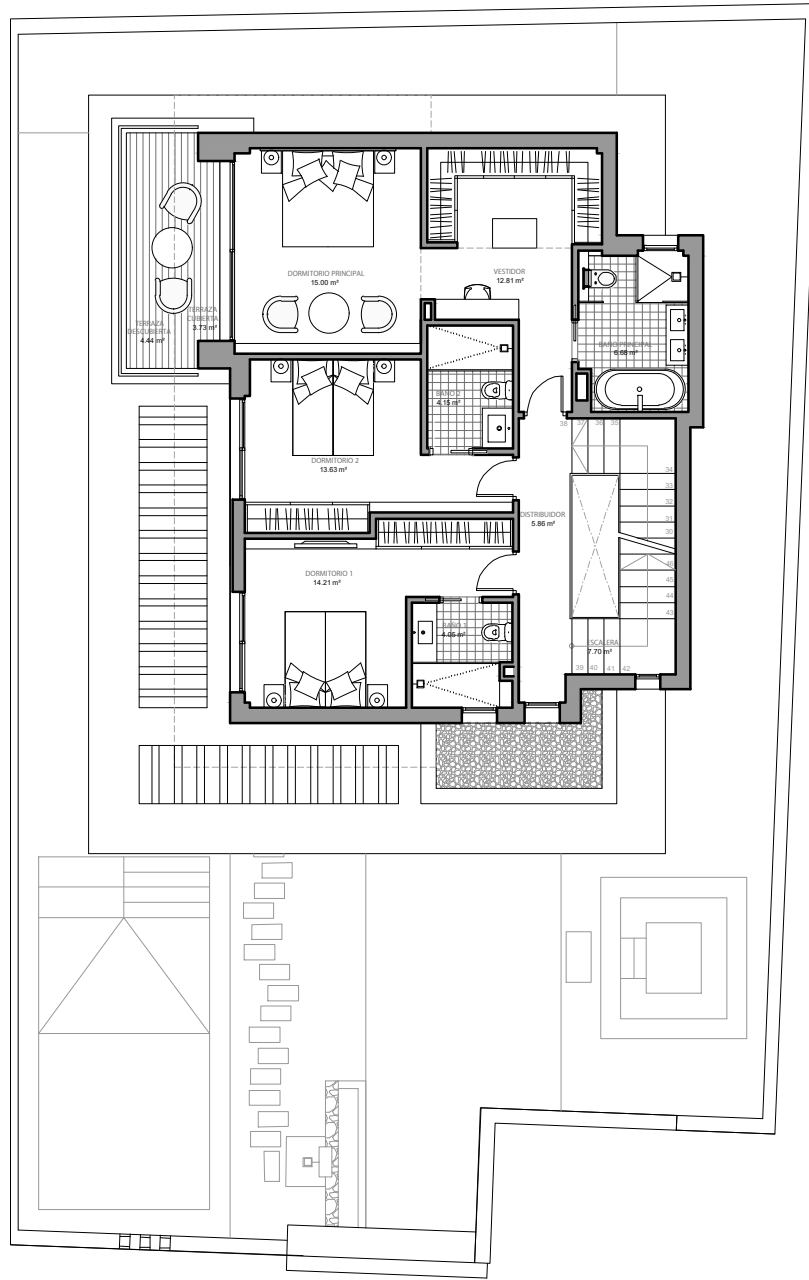 DORMITORIO PRINCIPAL
15.00 m²
VESTIDOR
12.81 m²
TERRAZA
CUBIERTA
3.73 m²
TERRAZA
DESCUBIERTA
4.44 m²
BAÑO PRINCIPAL
6.68 m²
BAÑO 2
4.15 m²
38
37
36
35
DORMITORIO 2
13.63 m²
34
33
32
31
30
DISTRIBUIDOR
5.86 m²
46
45
44
43
DORMITORIO 1
14.21 m²
BAÑO 1
4.05 m²
ESCALERA
7.70 m²
39
40
41
42